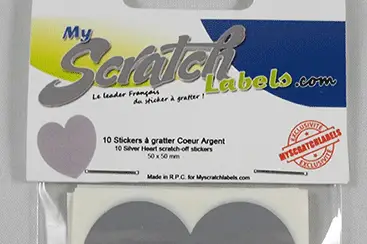 My
Scratch
Labels.com
Le leader Français
du sticker à gratter !
10 Stickers à gratter Coeur Argent
10 Silver Heart scratch-off stickers
50 x 50 mm
EXCLUSIVITÉ
MYSCRATCHLABELS
EXCLUSIVITÉ
Made in R.P.C. for Myscratchlabels.com